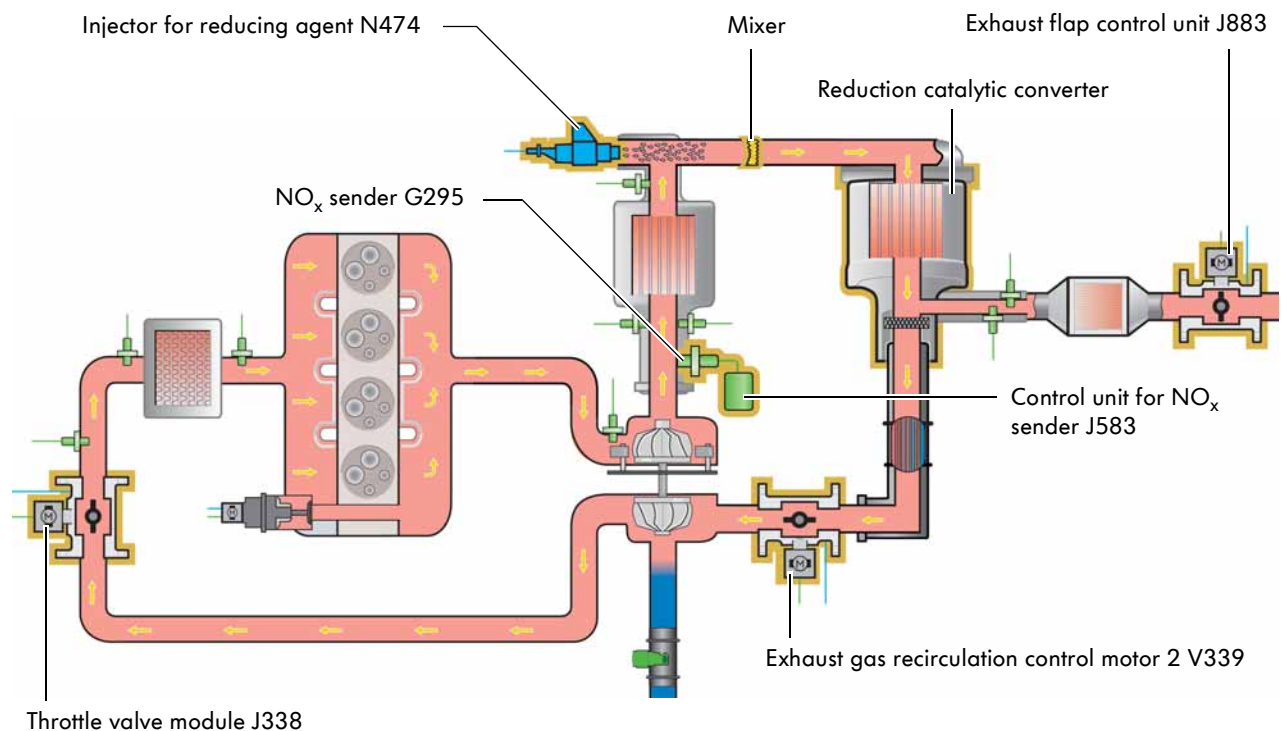 Injector for reducing agent N474
Mixer
Exhaust flap control unit J883
Reduction catalytic converter
NOx sender G295
Control unit for NOx
sender J583
Exhaust gas recirculation control motor 2 V339
Throttle valve module J338
M
M
M
M